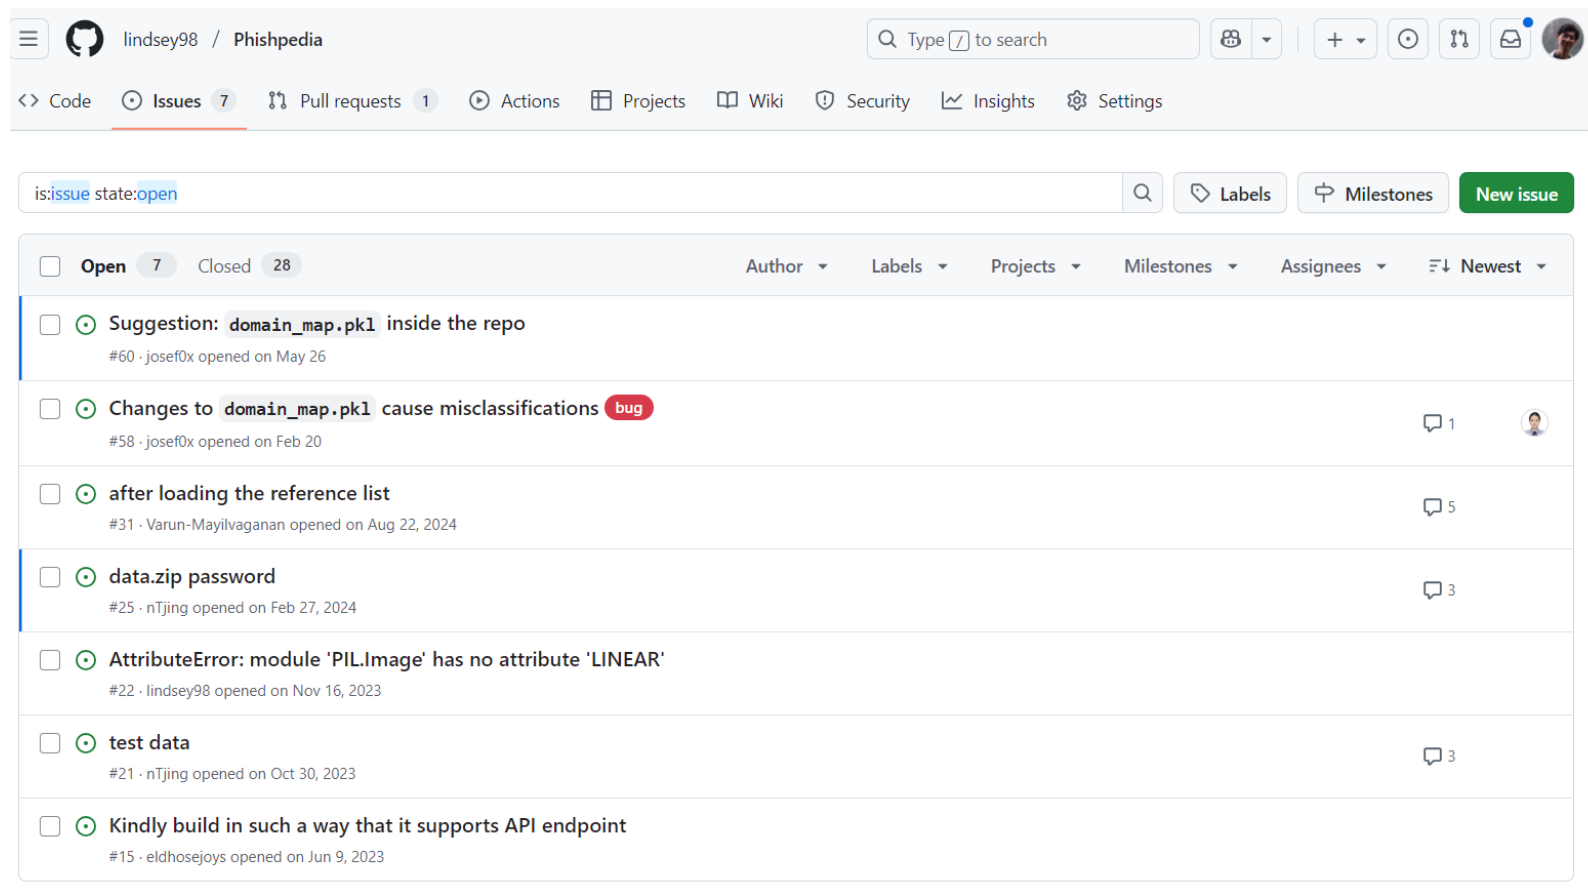 lindsey98 / Phishpedia
Type / to search
Code Issues 7 Pull requests 1 Actions Projects Wiki Security Insights Settings
is:issue state:open
Labels Milestones New issue
Open 7 Closed 28 Author Labels Projects Milestones Assignees Newest
Suggestion: domain_map.pkl inside the repo
#60 · josef0x opened on May 26
Changes to domain_map.pkl cause misclassifications bug
1
#58 · josef0x opened on Feb 20
after loading the reference list
5
#31 · Varun-Mayilvaganan opened on Aug 22, 2024
data.zip password
3
#25 · nTjing opened on Feb 27, 2024
AttributeError: module 'PIL.Image' has no attribute 'LINEAR'
#22 · lindsey98 opened on Nov 16, 2023
test data
3
#21 · nTjing opened on Oct 30, 2023
Kindly build in such a way that it supports API endpoint
#15 · eldhosejoys opened on Jun 9, 2023